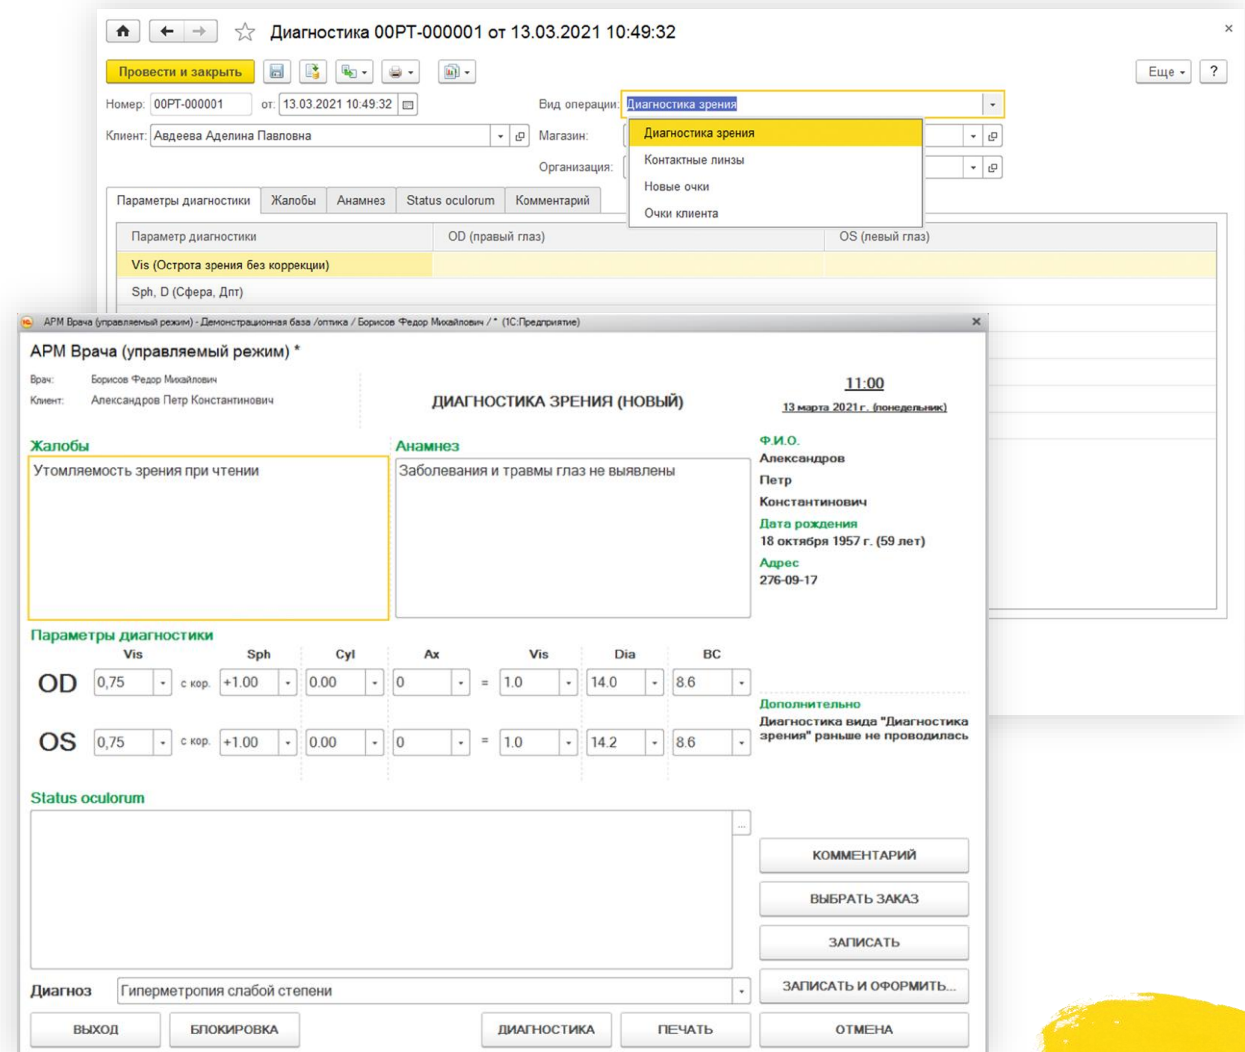 Диагностика 00РТ-000001 от 13.03.2021 10:49:32
Провести и закрыть
Еще
?
Номер: 00РТ-000001 от: 13.03.2021 10:49:32
Вид операции: Диагностика зрения
Клиент: Авдеева Аделина Павловна
Магазин:
Организация:
Диагностика зрения
Контактные линзы
Новые очки
Очки клиента
Параметры диагностики Жалобы Анамнез Status oculorum Комментарий
Параметр диагностики OD (правый глаз) OS (левый глаз)
Vis (Острота зрения без коррекции)
Sph, D (Сфера, Дпт)
АРМ Врача (управляемый режим) - Демонстрационная база /оптика / Борисов Федор Михайлович / * (1С:Предприятие)
АРМ Врача (управляемый режим) *
Врач: Борисов Федор Михайлович
Клиент: Александров Петр Константинович
ДИАГНОСТИКА ЗРЕНИЯ (НОВЫЙ)
11:00
13 марта 2021 г. (понедельник)
Жалобы
Утомляемость зрения при чтении
Анамнез
Заболевания и травмы глаз не выявлены
Ф.И.О.
Александров
Петр
Константинович
Дата рождения
18 октября 1957 г. (59 лет)
Адрес
276-09-17
Параметры диагностики
Vis Sph Cyl Ax Vis Dia BC
OD 0,75 с кор. +1.00 0.00 0 = 1.0 14.0 8.6
OS 0,75 с кор. +1.00 0.00 0 = 1.0 14.2 8.6
Дополнительно
Диагностика вида "Диагностика
зрения" раньше не проводилась
Status oculorum
...
КОММЕНТАРИЙ
ВЫБРАТЬ ЗАКАЗ
ЗАПИСАТЬ
ЗАПИСАТЬ И ОФОРМИТЬ...
Диагноз Гиперметропия слабой степени
ВЫХОД БЛОКИРОВКА ДИАГНОСТИКА ПЕЧАТЬ ОТМЕНА